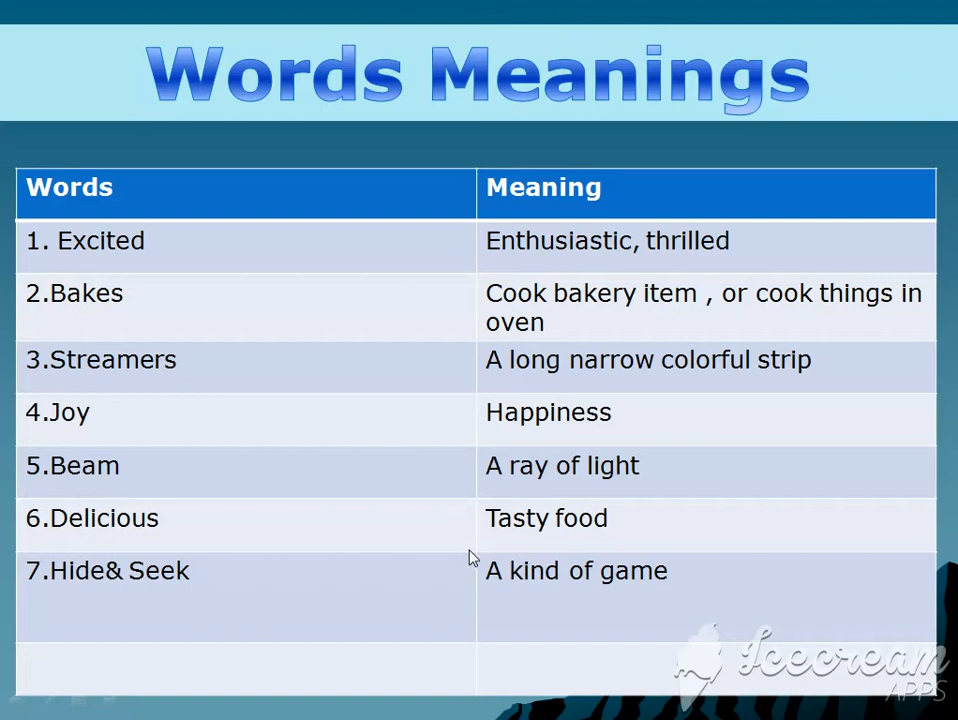 Words Meanings
Words Meaning
1. Excited Enthusiastic, thrilled
2.Bakes Cook bakery item , or cook things in
oven
3.Streamers A long narrow colorful strip
4.Joy Happiness
5.Beam A ray of light
6.Delicious Tasty food
7.Hide& Seek A kind of game
Icecream
APPS